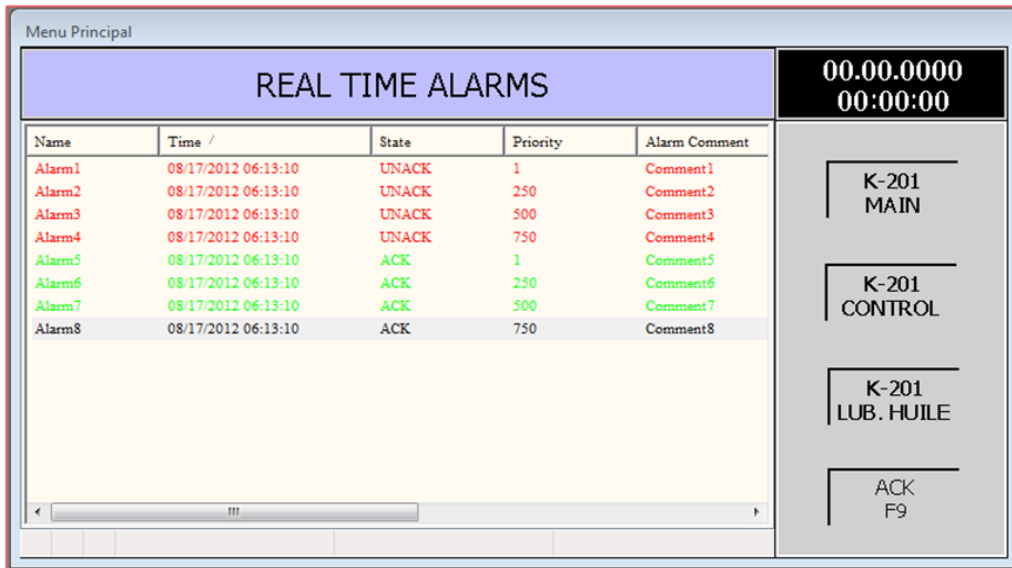 Menu Principal
REAL TIME ALARMS
00.00.0000
00:00:00
Name Time / State Priority Alarm Comment
Alarm1 08/17/2012 06:13:10 UNACK 1 Comment1
Alarm2 08/17/2012 06:13:10 UNACK 250 Comment2
Alarm3 08/17/2012 06:13:10 UNACK 500 Comment3
Alarm4 08/17/2012 06:13:10 UNACK 750 Comment4
Alarm5 08/17/2012 06:13:10 ACK 1 Comment5
Alarm6 08/17/2012 06:13:10 ACK 250 Comment6
Alarm7 08/17/2012 06:13:10 ACK 500 Comment7
Alarm8 08/17/2012 06:13:10 ACK 750 Comment8
K-201
MAIN
K-201
CONTROL
K-201
LUB. HUILE
ACK
F9